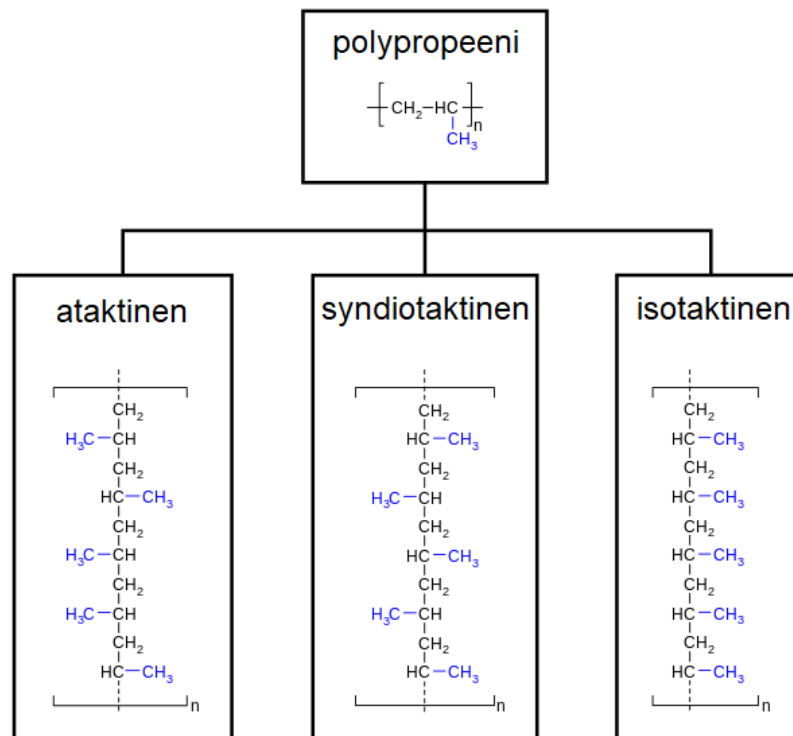 polypropeeni
CH₂ HC
n
CH₃
ataktinen
CH₂
H₃C CH
CH₂
HC CH₃
CH₂
H₃C CH
CH₂
H₃C CH
CH₂
HC CH₃
n
syndiotaktinen
CH₂
HC CH₃
CH₂
H₃C CH
CH₂
HC CH₃
CH₂
H₃C CH
CH₂
HC CH₃
n
isotaktinen
CH₂
HC CH₃
CH₂
HC CH₃
CH₂
HC CH₃
CH₂
HC CH₃
CH₂
HC CH₃
n